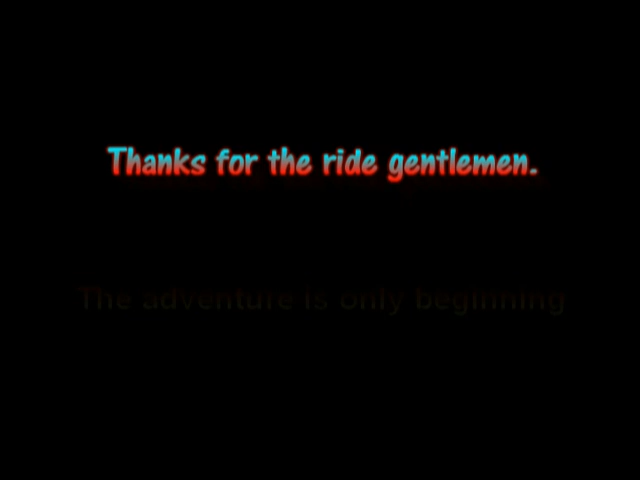 Thanks for the ride gentlemen.
The adventure is only beginning